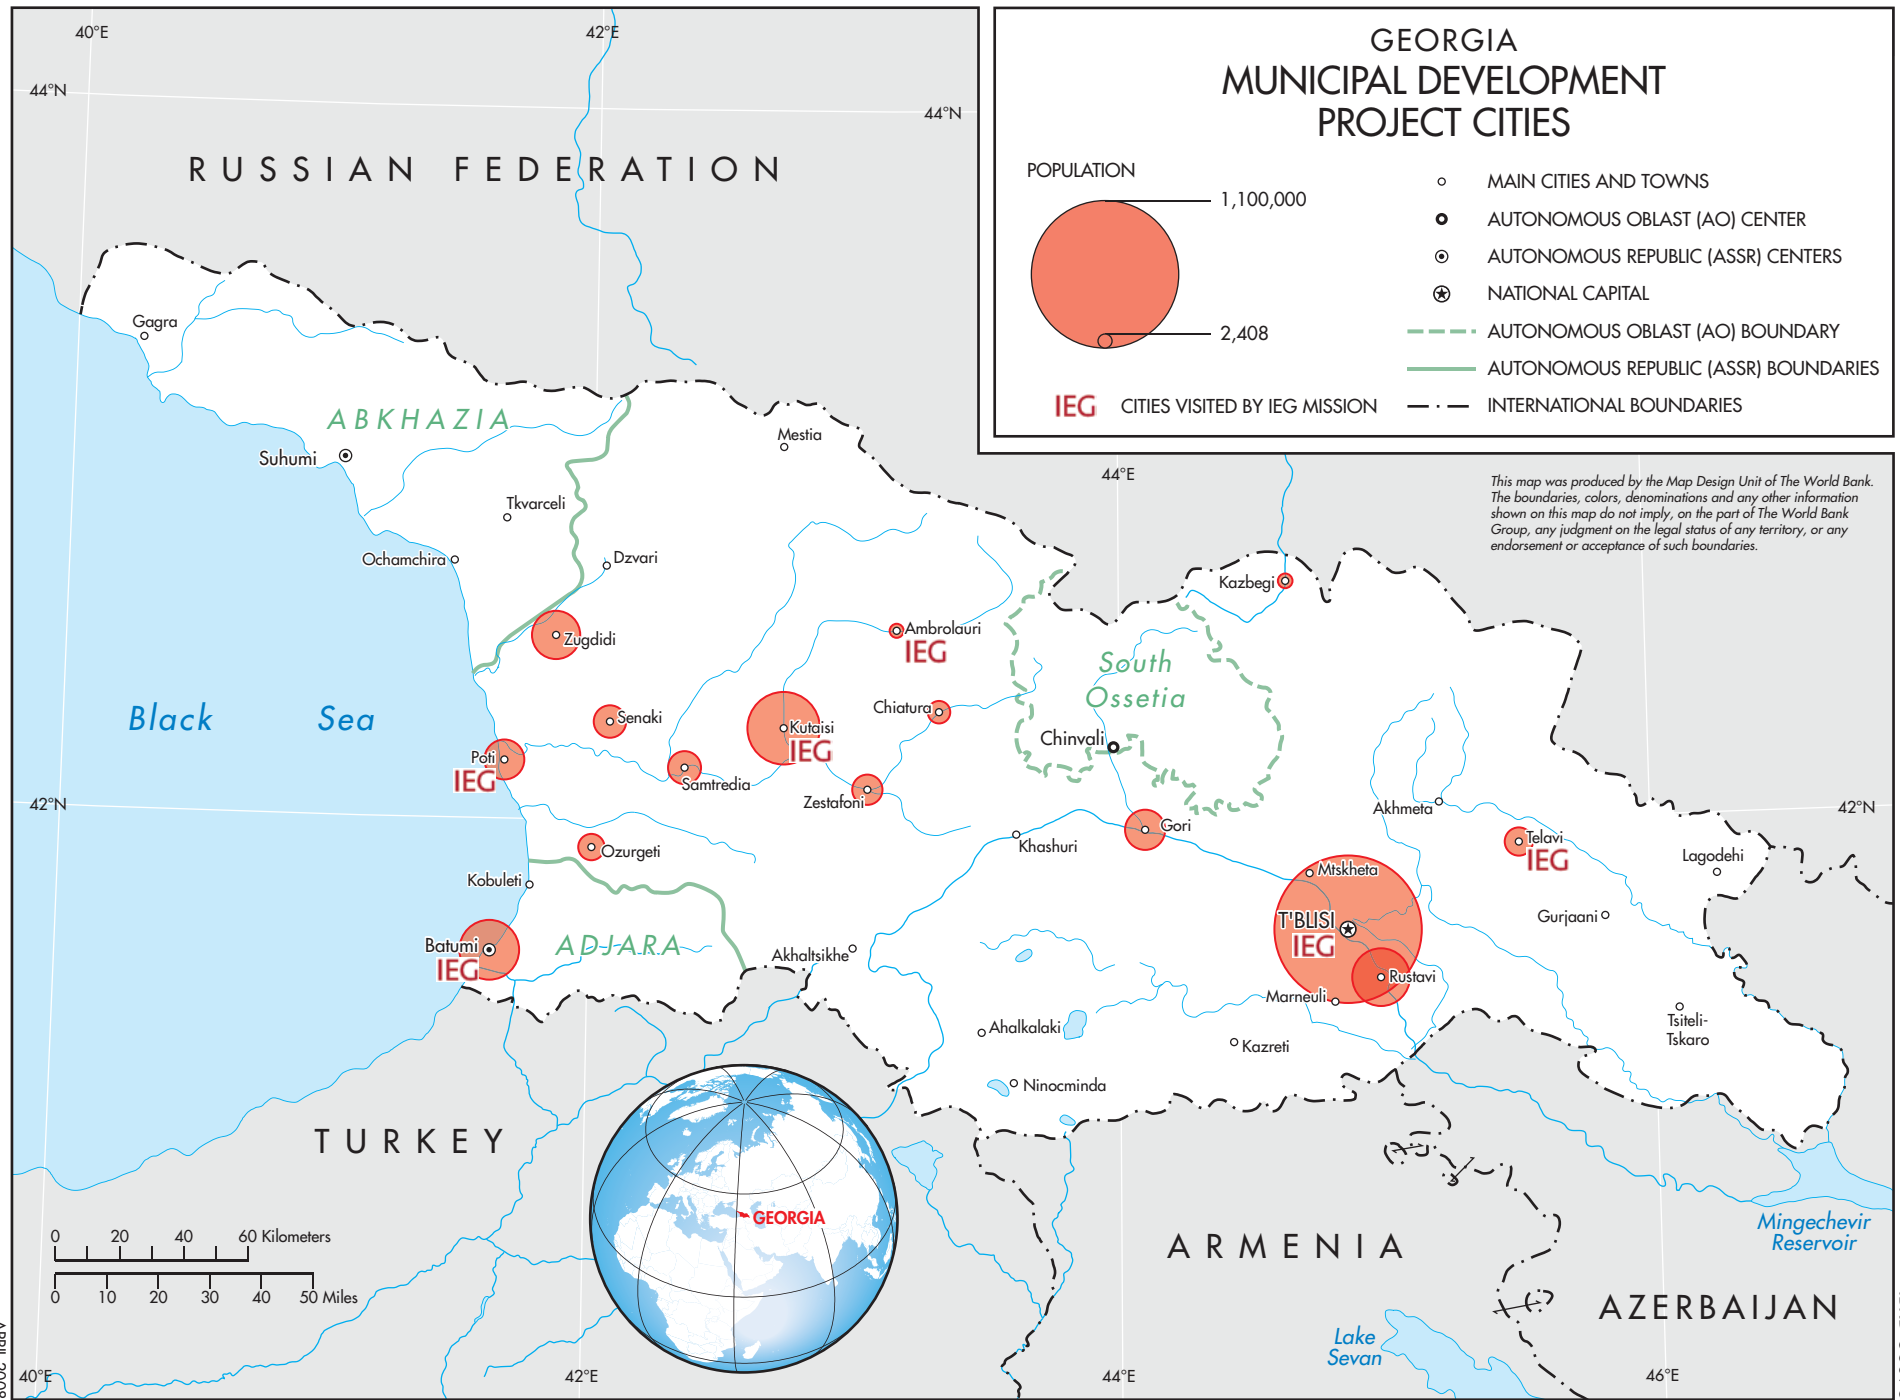 40°E
42°E
44°N
44°N
GEORGIA
MUNICIPAL DEVELOPMENT
PROJECT CITIES
POPULATION
1,100,000
2,408
IEG CITIES VISITED BY IEG MISSION
MAIN CITIES AND TOWNS
AUTONOMOUS OBLAST (AO) CENTER
AUTONOMOUS REPUBLIC (ASSR) CENTERS
NATIONAL CAPITAL
AUTONOMOUS OBLAST (AO) BOUNDARY
AUTONOMOUS REPUBLIC (ASSR) BOUNDARIES
INTERNATIONAL BOUNDARIES
This map was produced by the Map Design Unit of The World Bank.
The boundaries, colors, denominations and any other information
shown on this map do not imply, on the part of The World Bank
Group, any judgment on the legal status of any territory, or any
endorsement or acceptance of such boundaries.
RUSSIAN FEDERATION
Gagra
ABKHAZIA
Suhumi
Mestia
44°E
Tkvarceli
Ochamchira
Dzvari
Kazbegi
Zugdidi
Ambrolauri
IEG
South
Ossetia
Black Sea
Senaki
Chiatura
Kutaisi
IEG
Chinvali
Poti
IEG
Samtredia
Zestafoni
42°N
42°N
Akhmeta
Gori
Khashuri
Telavi
IEG
Ozurgeti
Lagodehi
Kobuleti
Mtskheta
Gurjaani
T'BLISI
IEG
Batumi
IEG
ADJARA
Akhaltsikhe
Rustavi
Marneuli
Ahalkalaki
Tsiteli-
Tskaro
Kazreti
Ninocminda
TURKEY
GEORGIA
ARMENIA
Mingechevir
Reservoir
AZERBAIJAN
Lake
Sevan
0 20 40 60 Kilometers
0 10 20 30 40 50 Miles
40°E
42°E
44°E
46°E